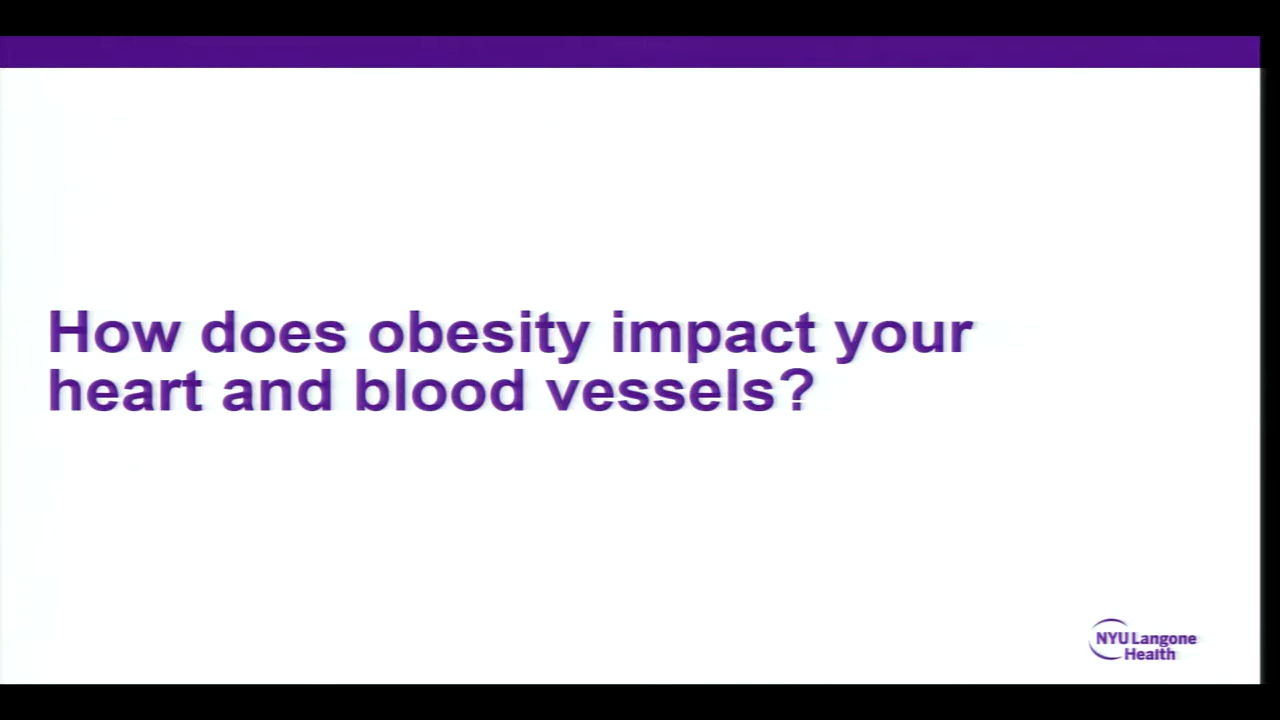 How does obesity impact your
heart and blood vessels?
NYU Langone
Health